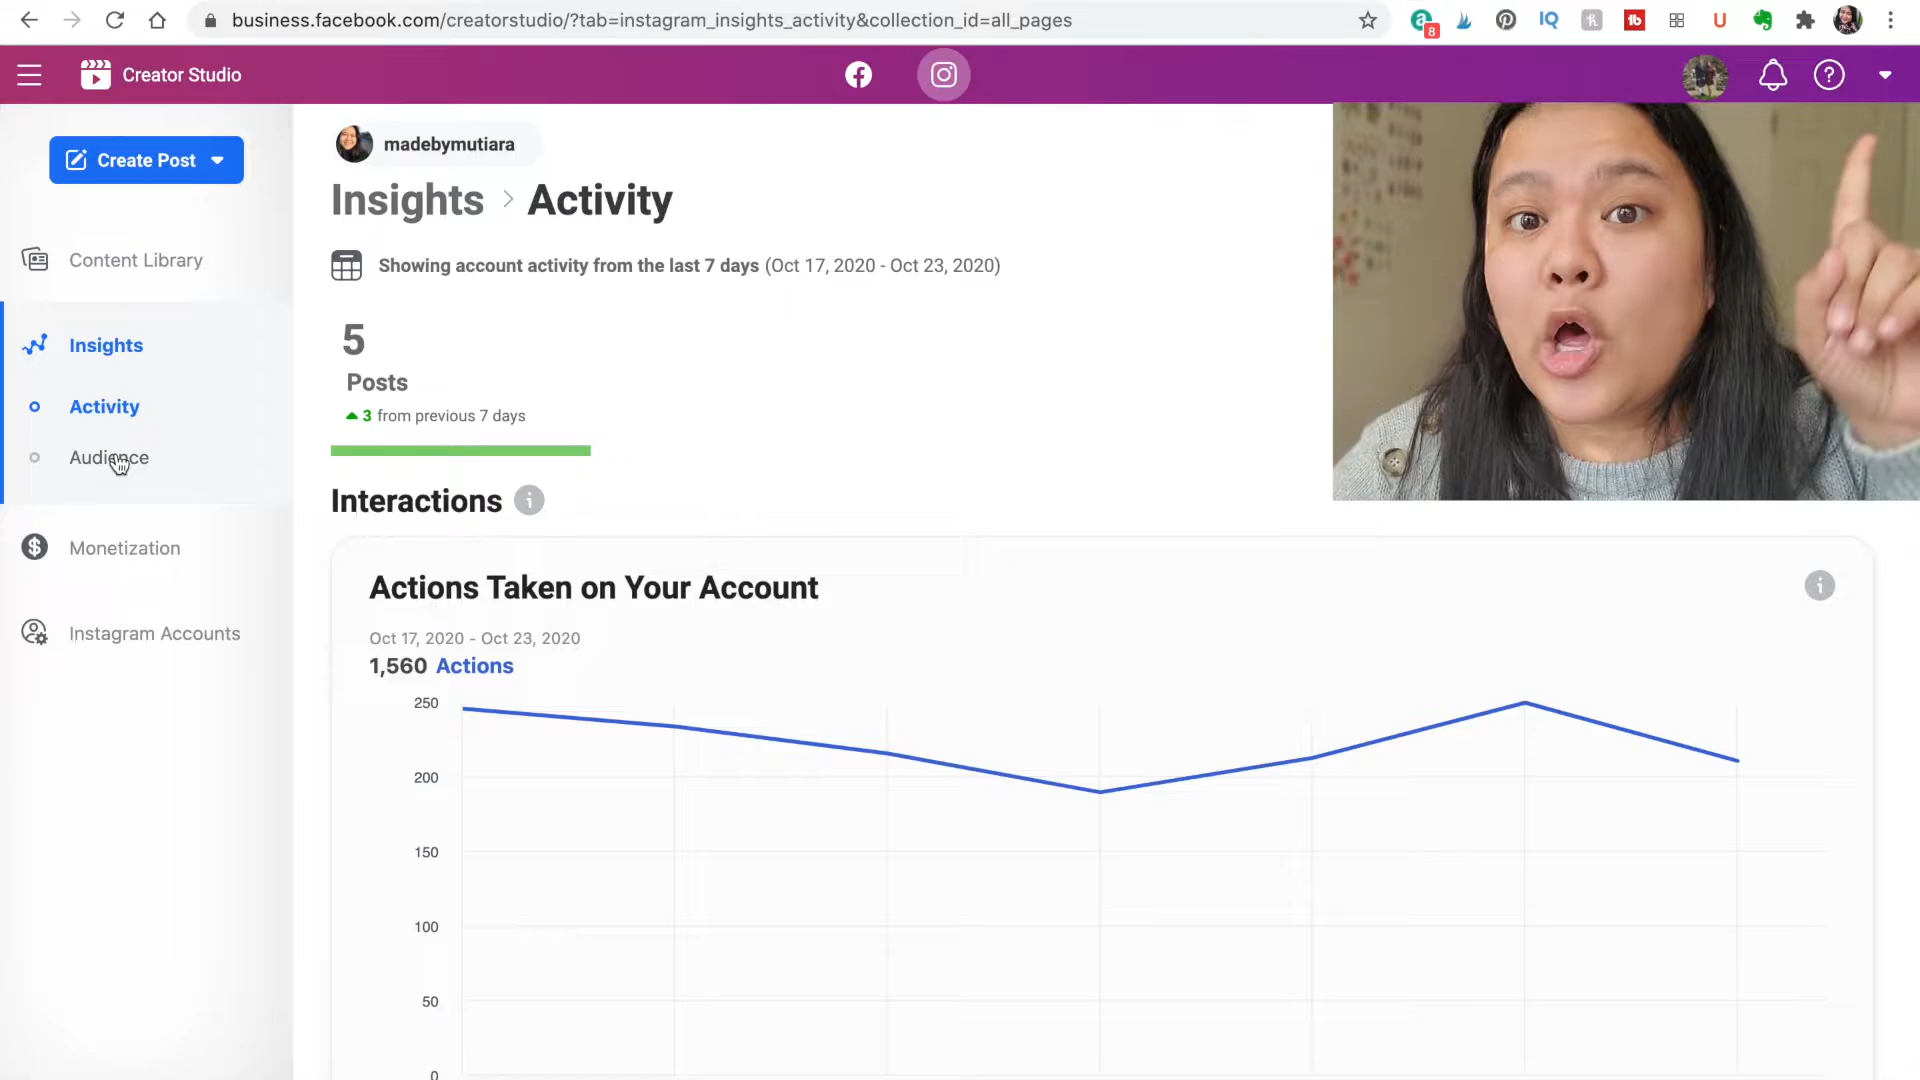 business.facebook.com/creatorstudio/?tab=instagram_insights_activity&collection_id=all_pages
8
Creator Studio
Create Post
Content Library
Insights
Activity
Audience
Monetization
Instagram Accounts
madebymutiara
Insights > Activity
Showing account activity from the last 7 days (Oct 17, 2020 - Oct 23, 2020)
5
Posts
3 from previous 7 days
Interactions
Actions Taken on Your Account
Oct 17, 2020 - Oct 23, 2020
1,560 Actions
250
200
150
100
50
0